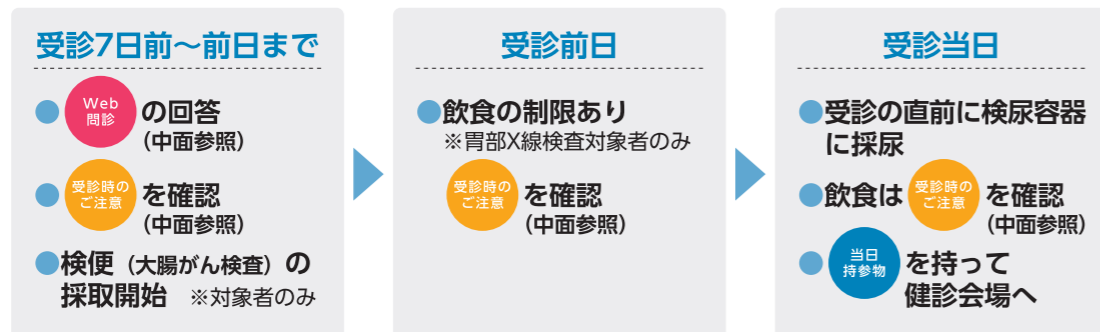 受診7日前〜前日まで
Web
問診
の回答
(中面参照)
受診時の
ご注意
を確認
(中面参照)
検便（大腸がん検査）の
採取開始 ※対象者のみ
受診前日
飲食の制限あり
※胃部X線検査対象者のみ
受診時の
ご注意
を確認
(中面参照)
受診当日
受診の直前に検尿容器
に採尿
飲食は
受診時の
ご注意
を確認
(中面参照)
当日
持参物
を持って
健診会場へ